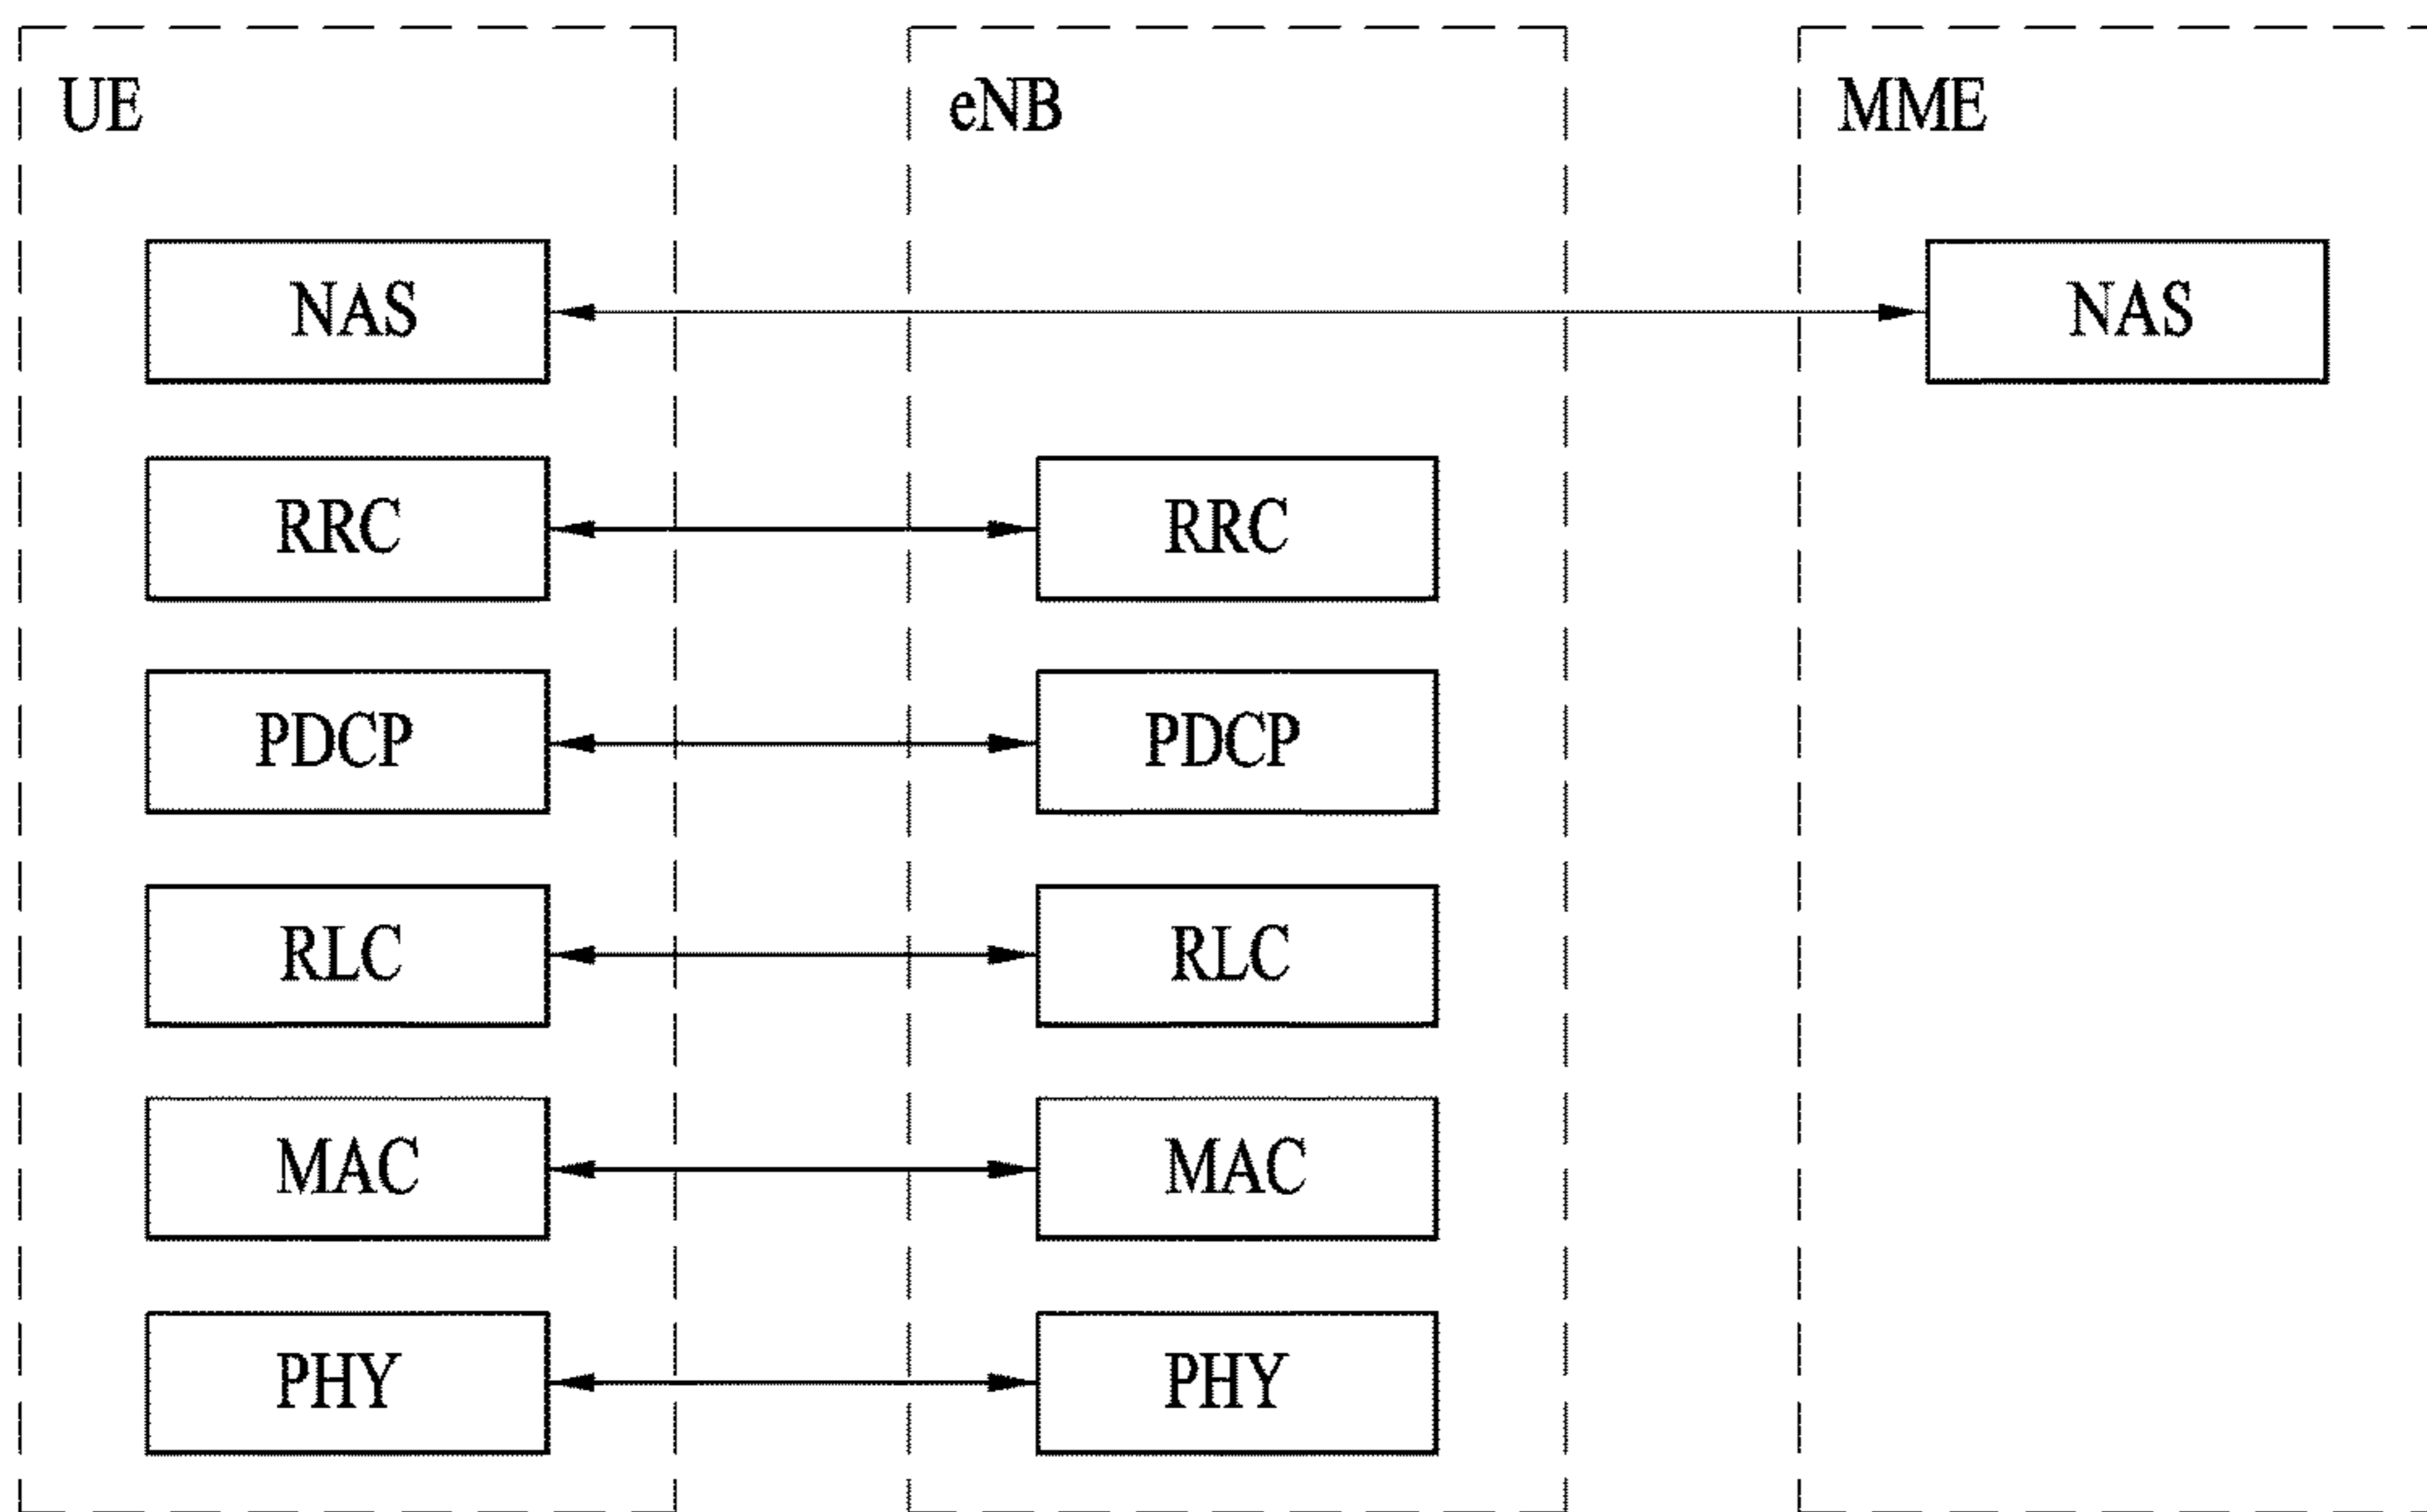 UE
eNB
MME
NAS
NAS
RRC
RRC
PDCP
PDCP
RLC
RLC
MAC
MAC
PHY
PHY